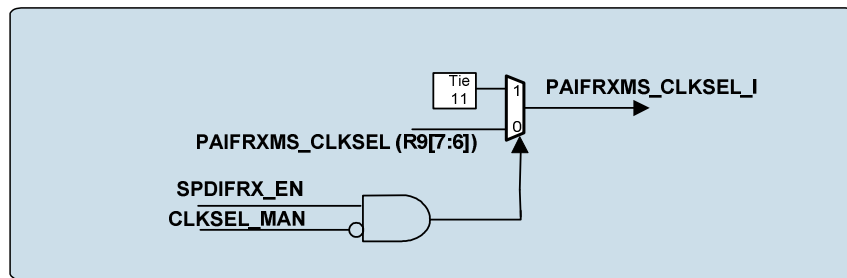 Tie
11
1
PAIFRXMS_CLKSEL_I
0
PAIFRXMS_CLKSEL (R9[7:6])
SPDIFRX_EN
CLKSEL_MAN